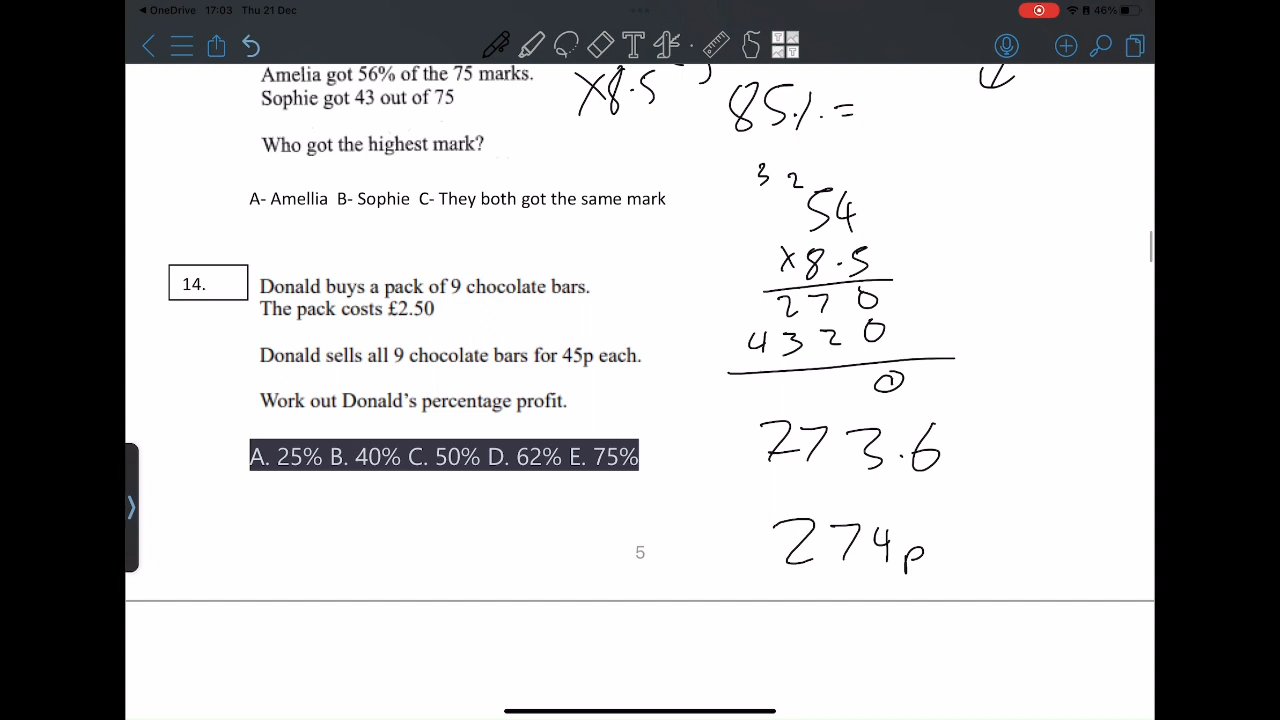 OneDrive 17:03 Thu 21 Dec
46%
Amelia got 56% of the 75 marks.
Sophie got 43 out of 75
×8.5
85% =
Who got the highest mark?
A- Amellia B- Sophie C- They both got the same mark
14.
Donald buys a pack of 9 chocolate bars.
The pack costs £2.50
Donald sells all 9 chocolate bars for 45p each.
Work out Donald's percentage profit.
A. 25% B. 40% C. 50% D. 62% E. 75%
5
3 2
54
×8.5
270
4320
0
273.6
274p